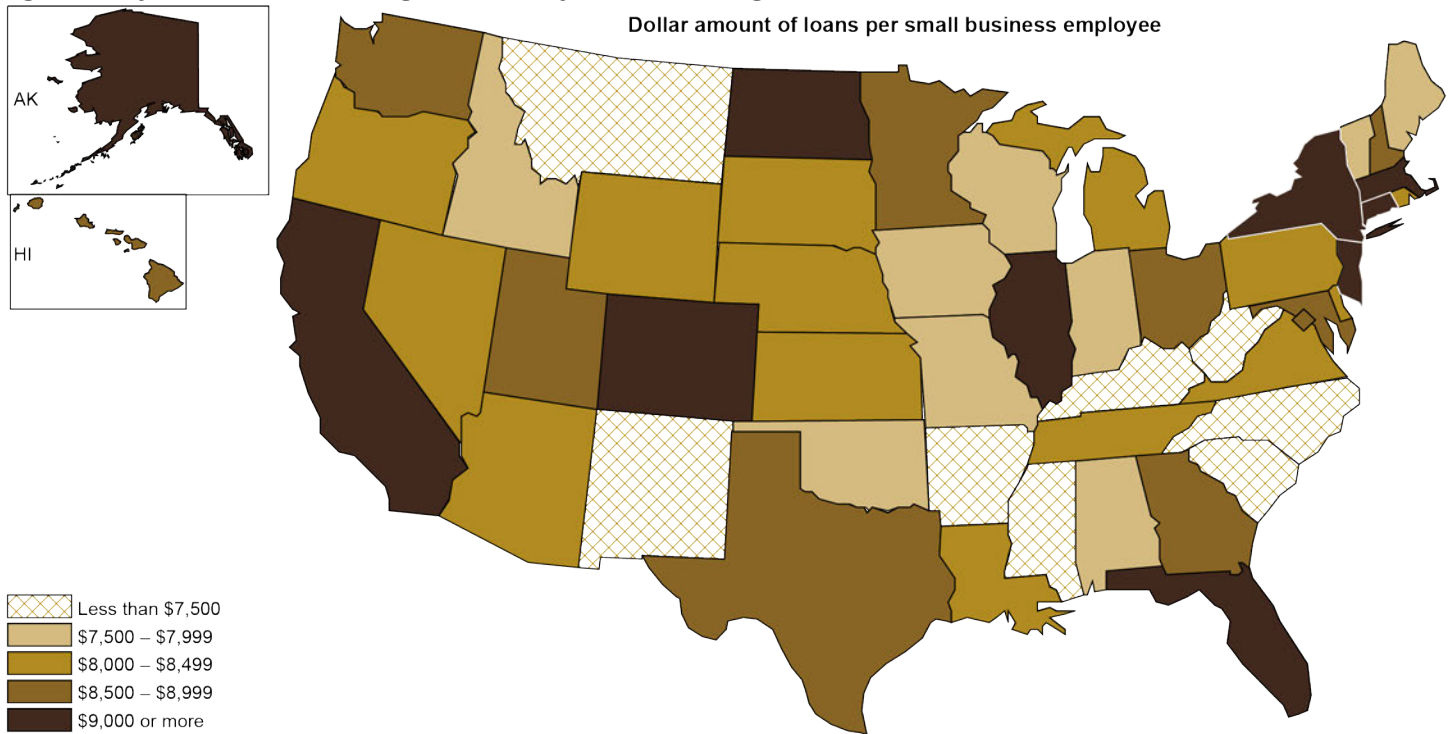 Dollar amount of loans per small business employee
AK
HI
Less than $7,500
$7,500 – $7,999
$8,000 – $8,499
$8,500 – $8,999
$9,000 or more